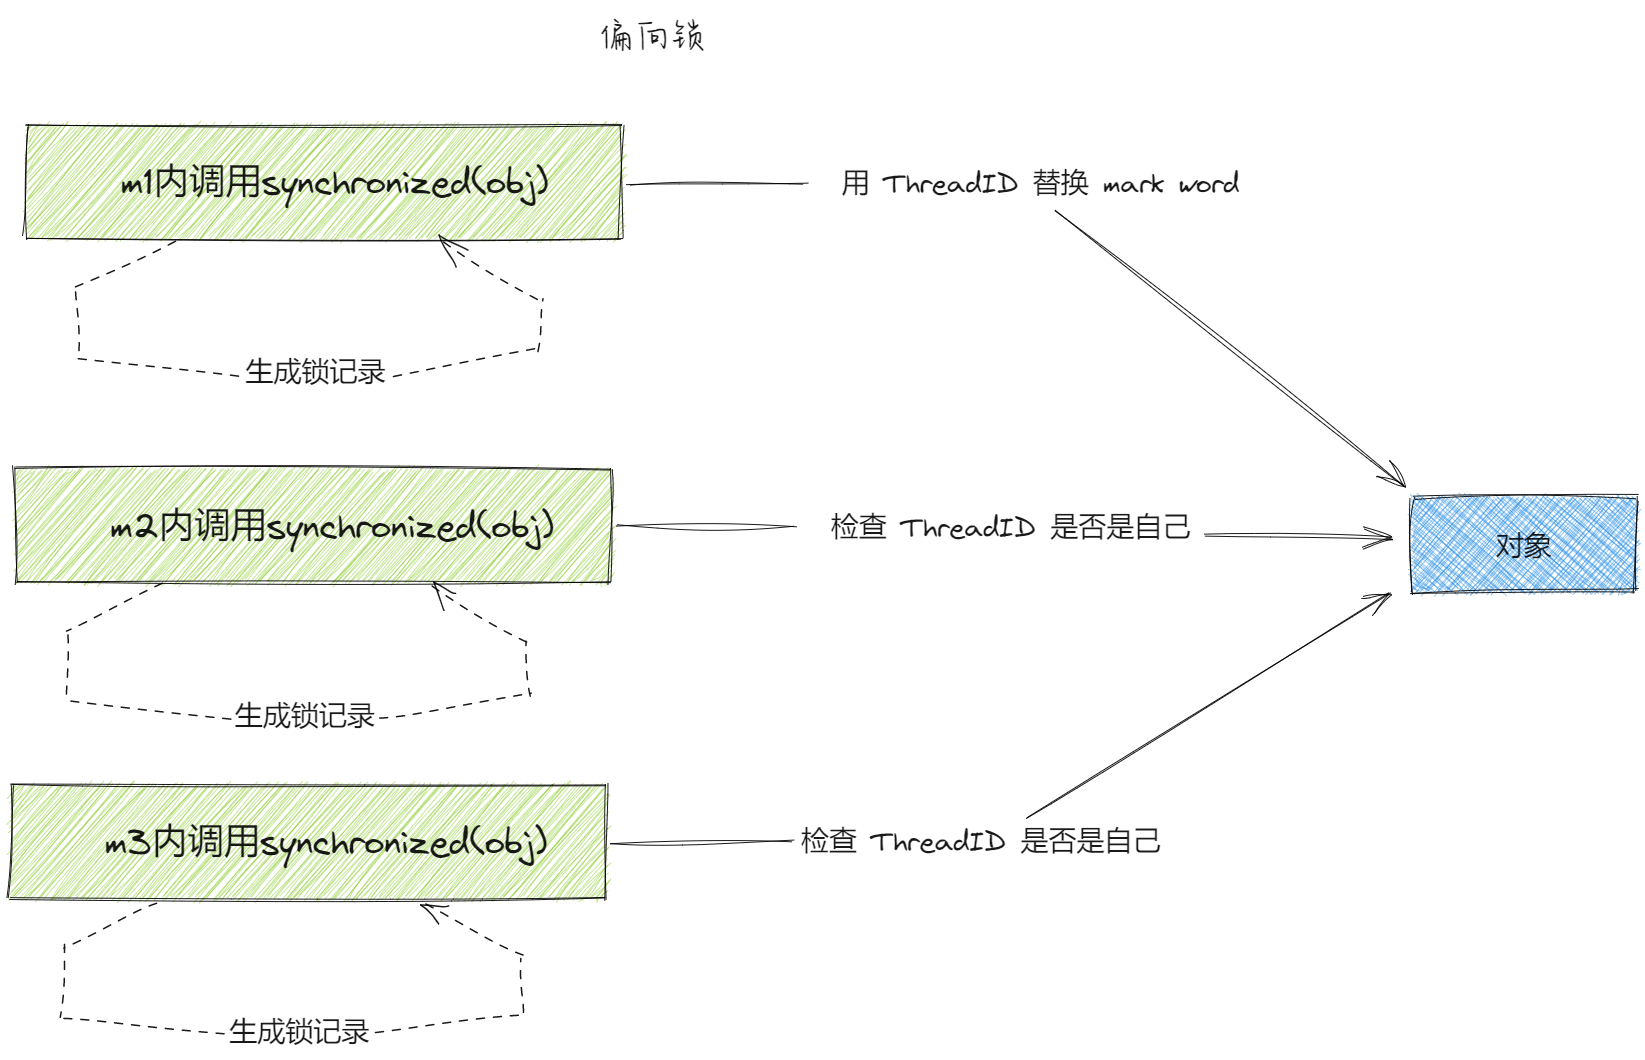 偏向锁
m1内调用synchronized(obj)
用 ThreadID 替换 mark word
生成锁记录
m2内调用synchronized(obj)
检查 ThreadID 是否是自己
对象
生成锁记录
m3内调用synchronized(obj)
检查 ThreadID 是否是自己
生成锁记录